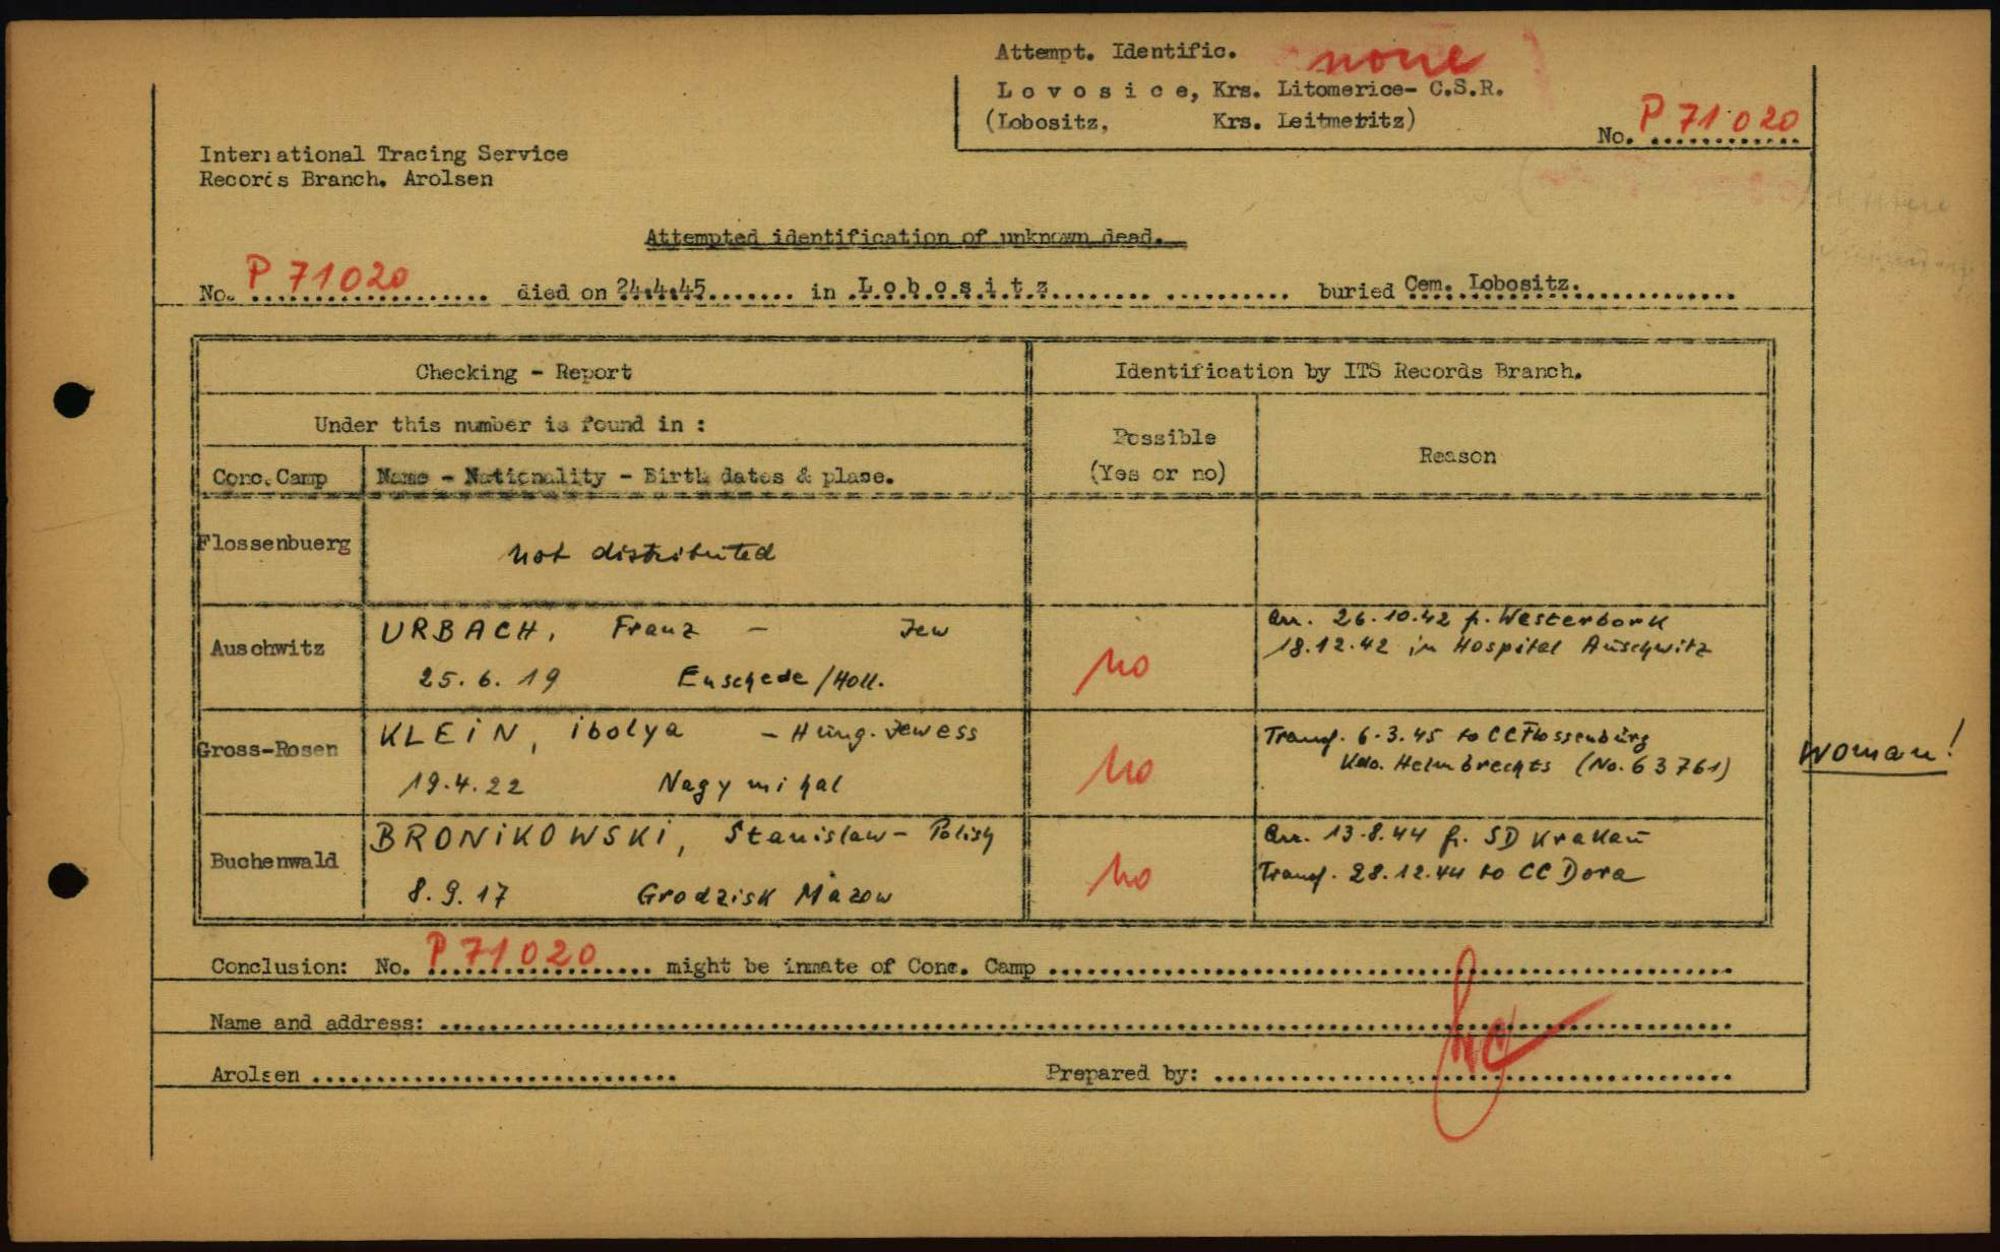 Attempt. Identific. none
L o v o s i c e, Krs. Litomerice- C.S.R.
(Lobositz, Krs. Leitmeritz)
No. P 71020
International Tracing Service
Records Branch. Arolsen
Attempted identification of unknown dead.
No. P 71020 died on 24.4.45 in L.o.b.o.s.i.t.z. buried Cem. Lobositz.
Checking - Report
Identification by ITS Records Branch.
Under this number is found in :
Possible
(Yes or no)
Reason
Conc.Camp
Name - Nationality - Birth dates & plase.
Flossenbuerg
not distributed
Auschwitz
URBACH, Franz - Jew
25. 6. 19 Enschede/Holl.
no
arr. 26.10.42 f. Westerbork
18.12.42 in Hospital Auschwitz
Gross-Rosen
KLEIN, ibolya - Hung. Jewess
19.4.22 Nagymihal
no
Transf. 6.3.45 to CC Flossenbürg
Kdo. Helmbrechts (No. 63761)
woman!
Buchenwald
BRONIKOWSKI, Stanislaw - Polish
8.9.17 Grodzisk Mazow
no
arr. 13.8.44 f. SD Krakau
Transf. 28.12.44 to CC Dora
Conclusion: No. P 71020 might be inmate of Conc. Camp
Name and address:
Arolsen
Prepared by: